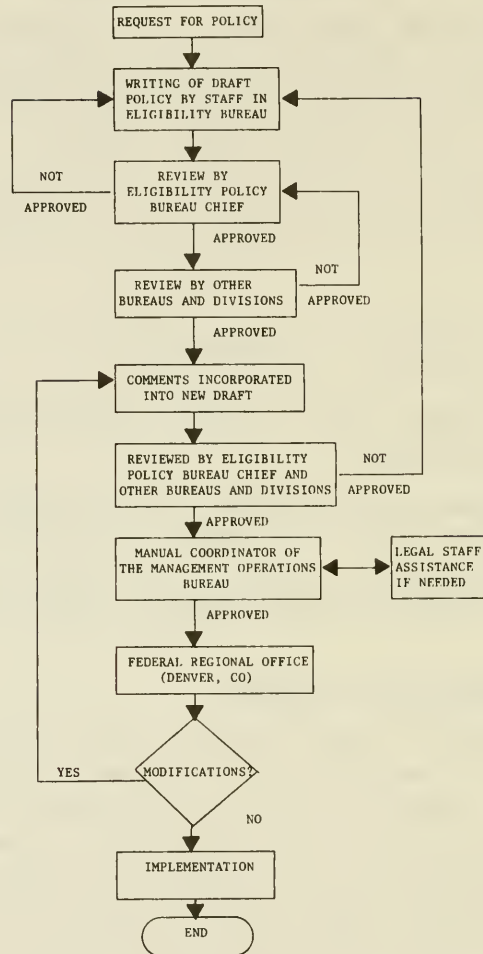 REQUEST FOR POLICY
WRITING OF DRAFT
POLICY BY STAFF IN
ELIGIBILITY BUREAU
NOT
APPROVED
REVIEW BY
ELIGIBILITY POLICY
BUREAU CHIEF
APPROVED
REVIEW BY OTHER
BUREAUS AND DIVISIONS
NOT
APPROVED
APPROVED
COMMENTS INCORPORATED
INTO NEW DRAFT
REVIEWED BY ELIGIBILITY
POLICY BUREAU CHIEF AND
OTHER BUREAUS AND DIVISIONS
NOT
APPROVED
APPROVED
MANUAL COORDINATOR OF
THE MANAGEMENT OPERATIONS
BUREAU
LEGAL STAFF
ASSISTANCE
IF NEEDED
APPROVED
FEDERAL REGIONAL OFFICE
(DENVER, CO)
YES
MODIFICATIONS?
NO
IMPLEMENTATION
END